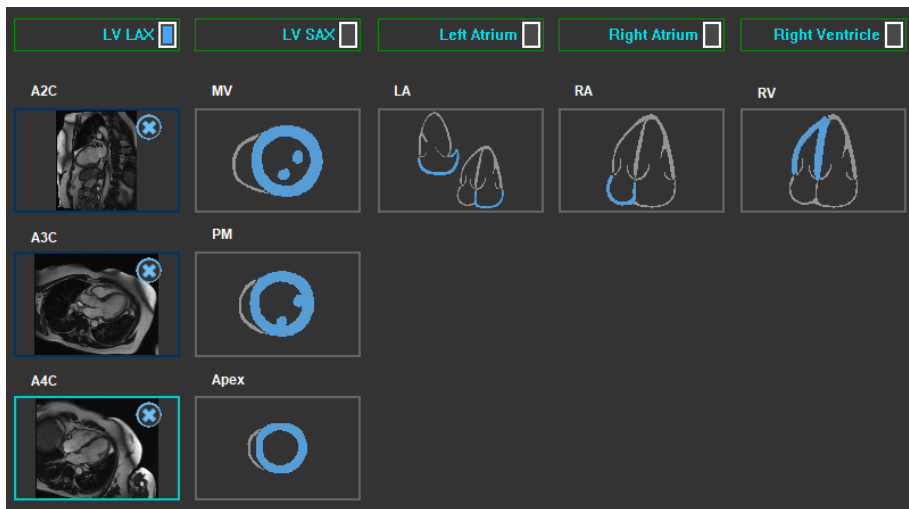 LV LAX LV SAX Left Atrium Right Atrium Right Ventricle
A2C MV LA RA RV
A3C PM
A4C Apex